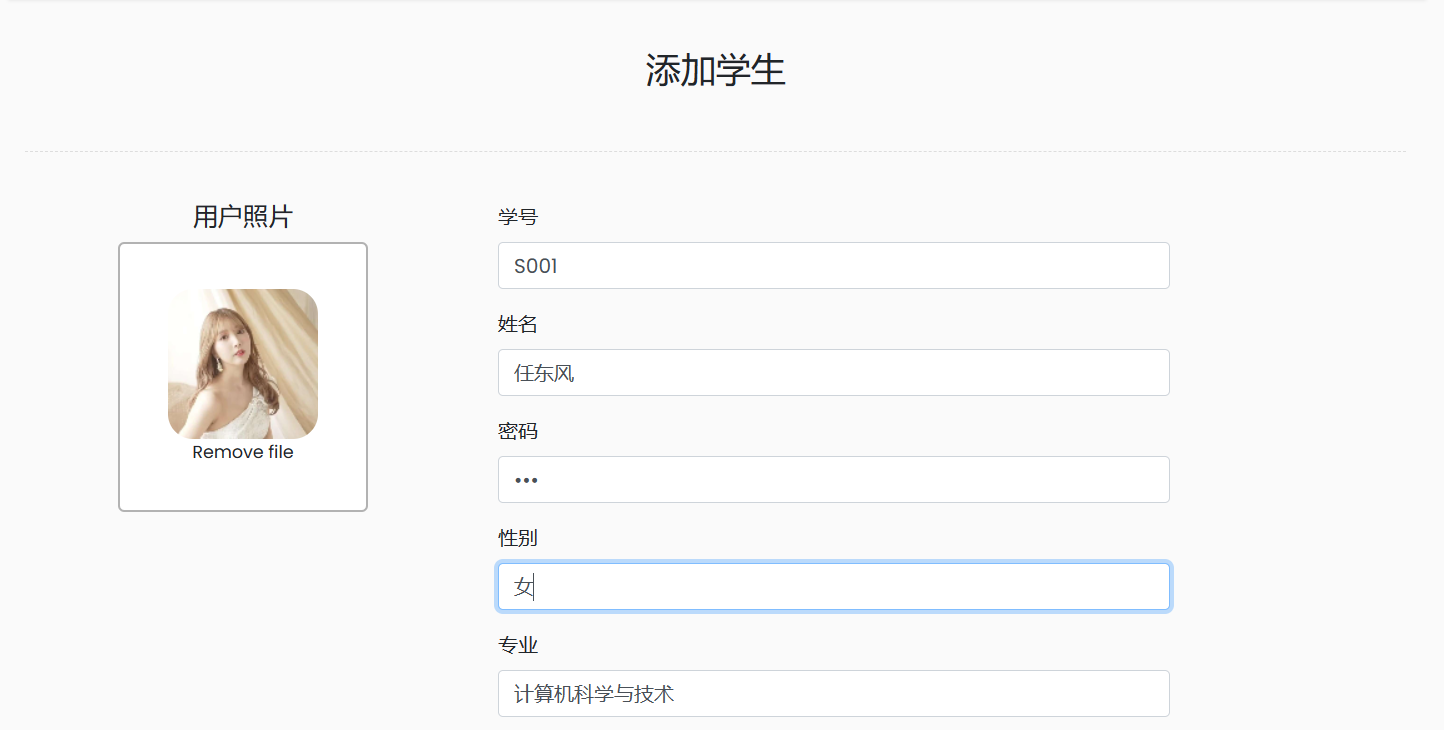 添加学生
用户照片
Remove file
学号
S001
姓名
任东风
密码
•••
性别
女
专业
计算机科学与技术